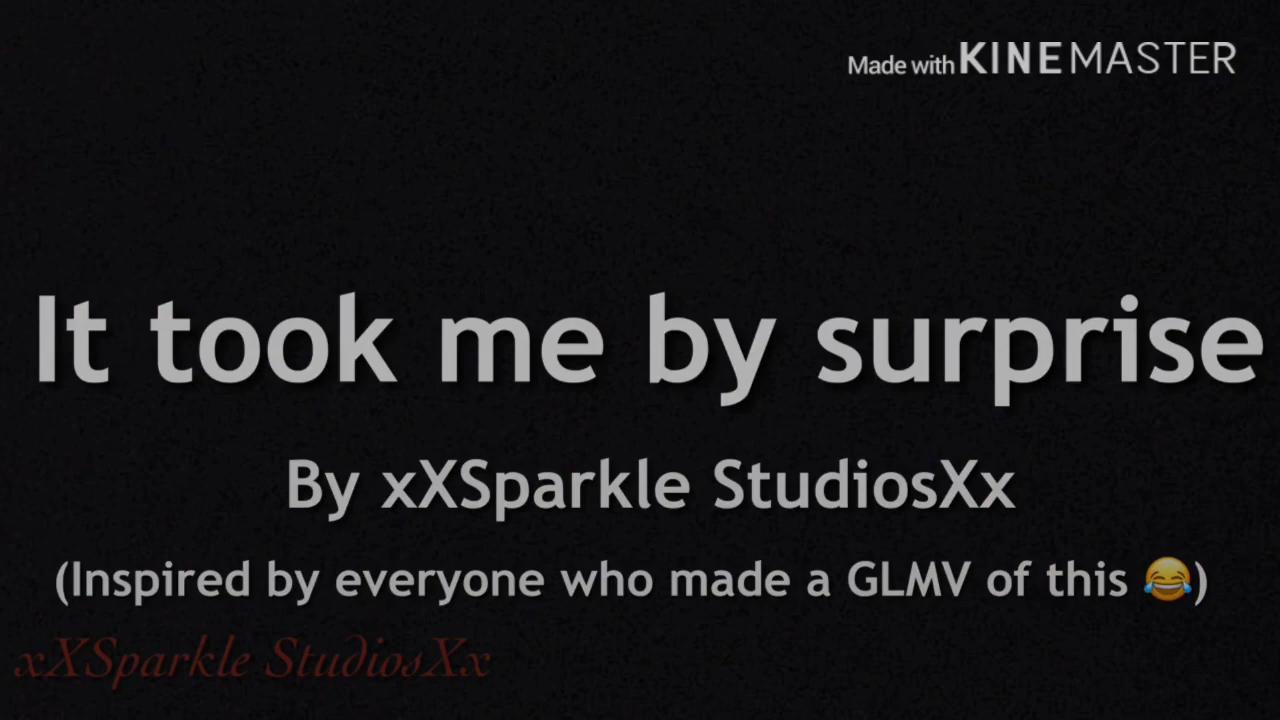 Made with KINEMASTER
It took me by surprise
By xXSparkle StudiosXx
(Inspired by everyone who made a GLMV of this 😂)
xXSparkle StudiosXx